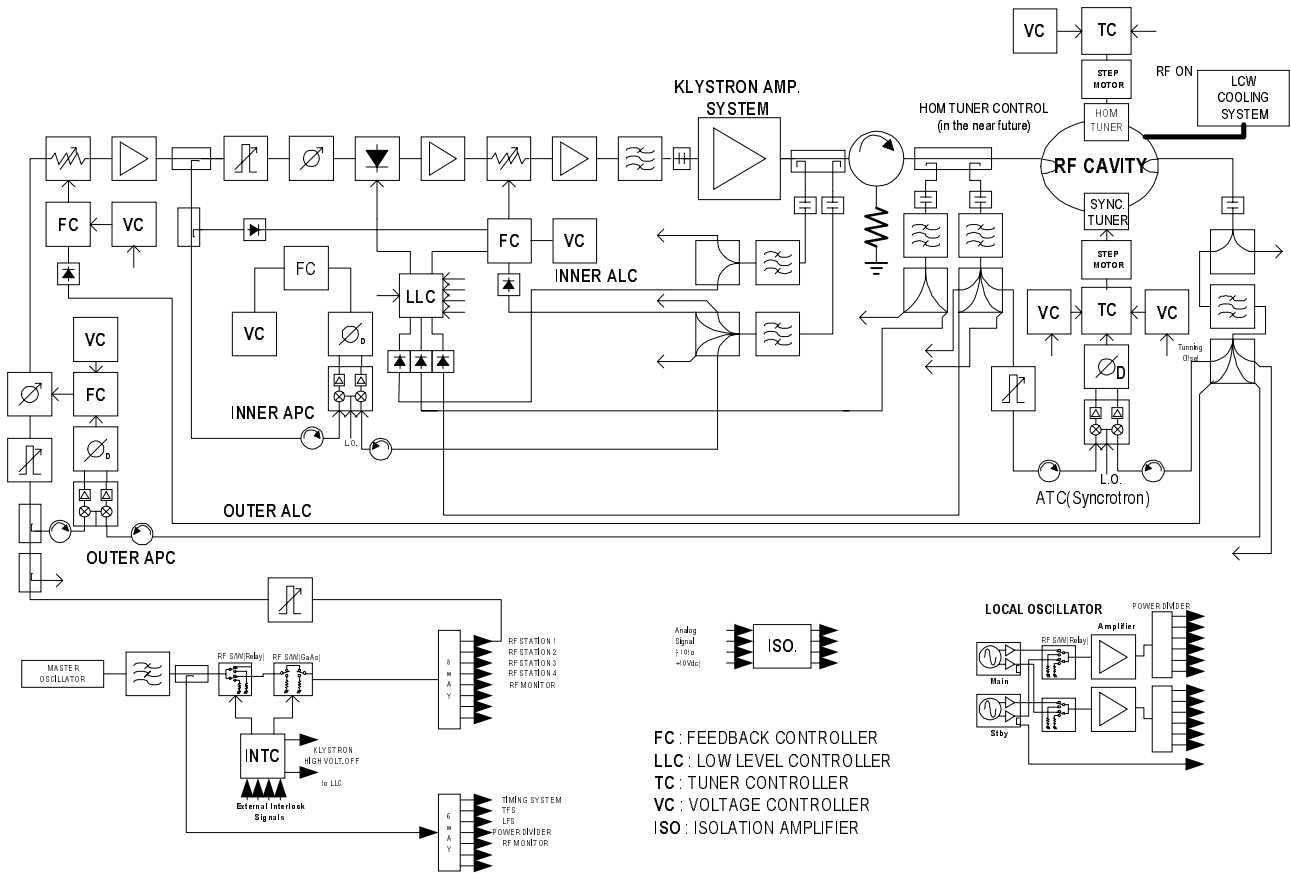 VC
TC
STEP
MOTOR
HOM
TUNER
RF ON
LCW
COOLING
SYSTEM
KLYSTRON AMP.
SYSTEM
HOM TUNER CONTROL
(in the near future)
RF CAVITY
SYNC.
TUNER
STEP
MOTOR
FC
VC
FC
VC
INNER ALC
FC
LLC
VC
VC
TC
VC
Tunning
VC
D
D
FC
INNER APC
L.O.
D
L.O.
ATC(Syncrotron)
OUTER ALC
OUTER APC
MASTER
OSCILLATOR
RF S/W(Relay)
RF S/W(GaAs)
8
W
A
Y
RF STATION 1
RF STATION 2
RF STATION 3
RF STATION 4
RF MONITOR
Analog
Signal
ISO.
LOCAL OSCILLATOR
POWER DIVIDER
Amplifier
RF S/W(Relay)
Main
Stby
INTC
KLYSTRON
HIGH VOLT.OFF
to LLC
External Interlock
Signals
6
W
A
Y
TIMING SYSTEM
TFS
LFS
POWER DIVIDER
RF MONITOR
FC : FEEDBACK CONTROLLER
LLC : LOW LEVEL CONTROLLER
TC : TUNER CONTROLLER
VC : VOLTAGE CONTROLLER
ISO : ISOLATION AMPLIFIER